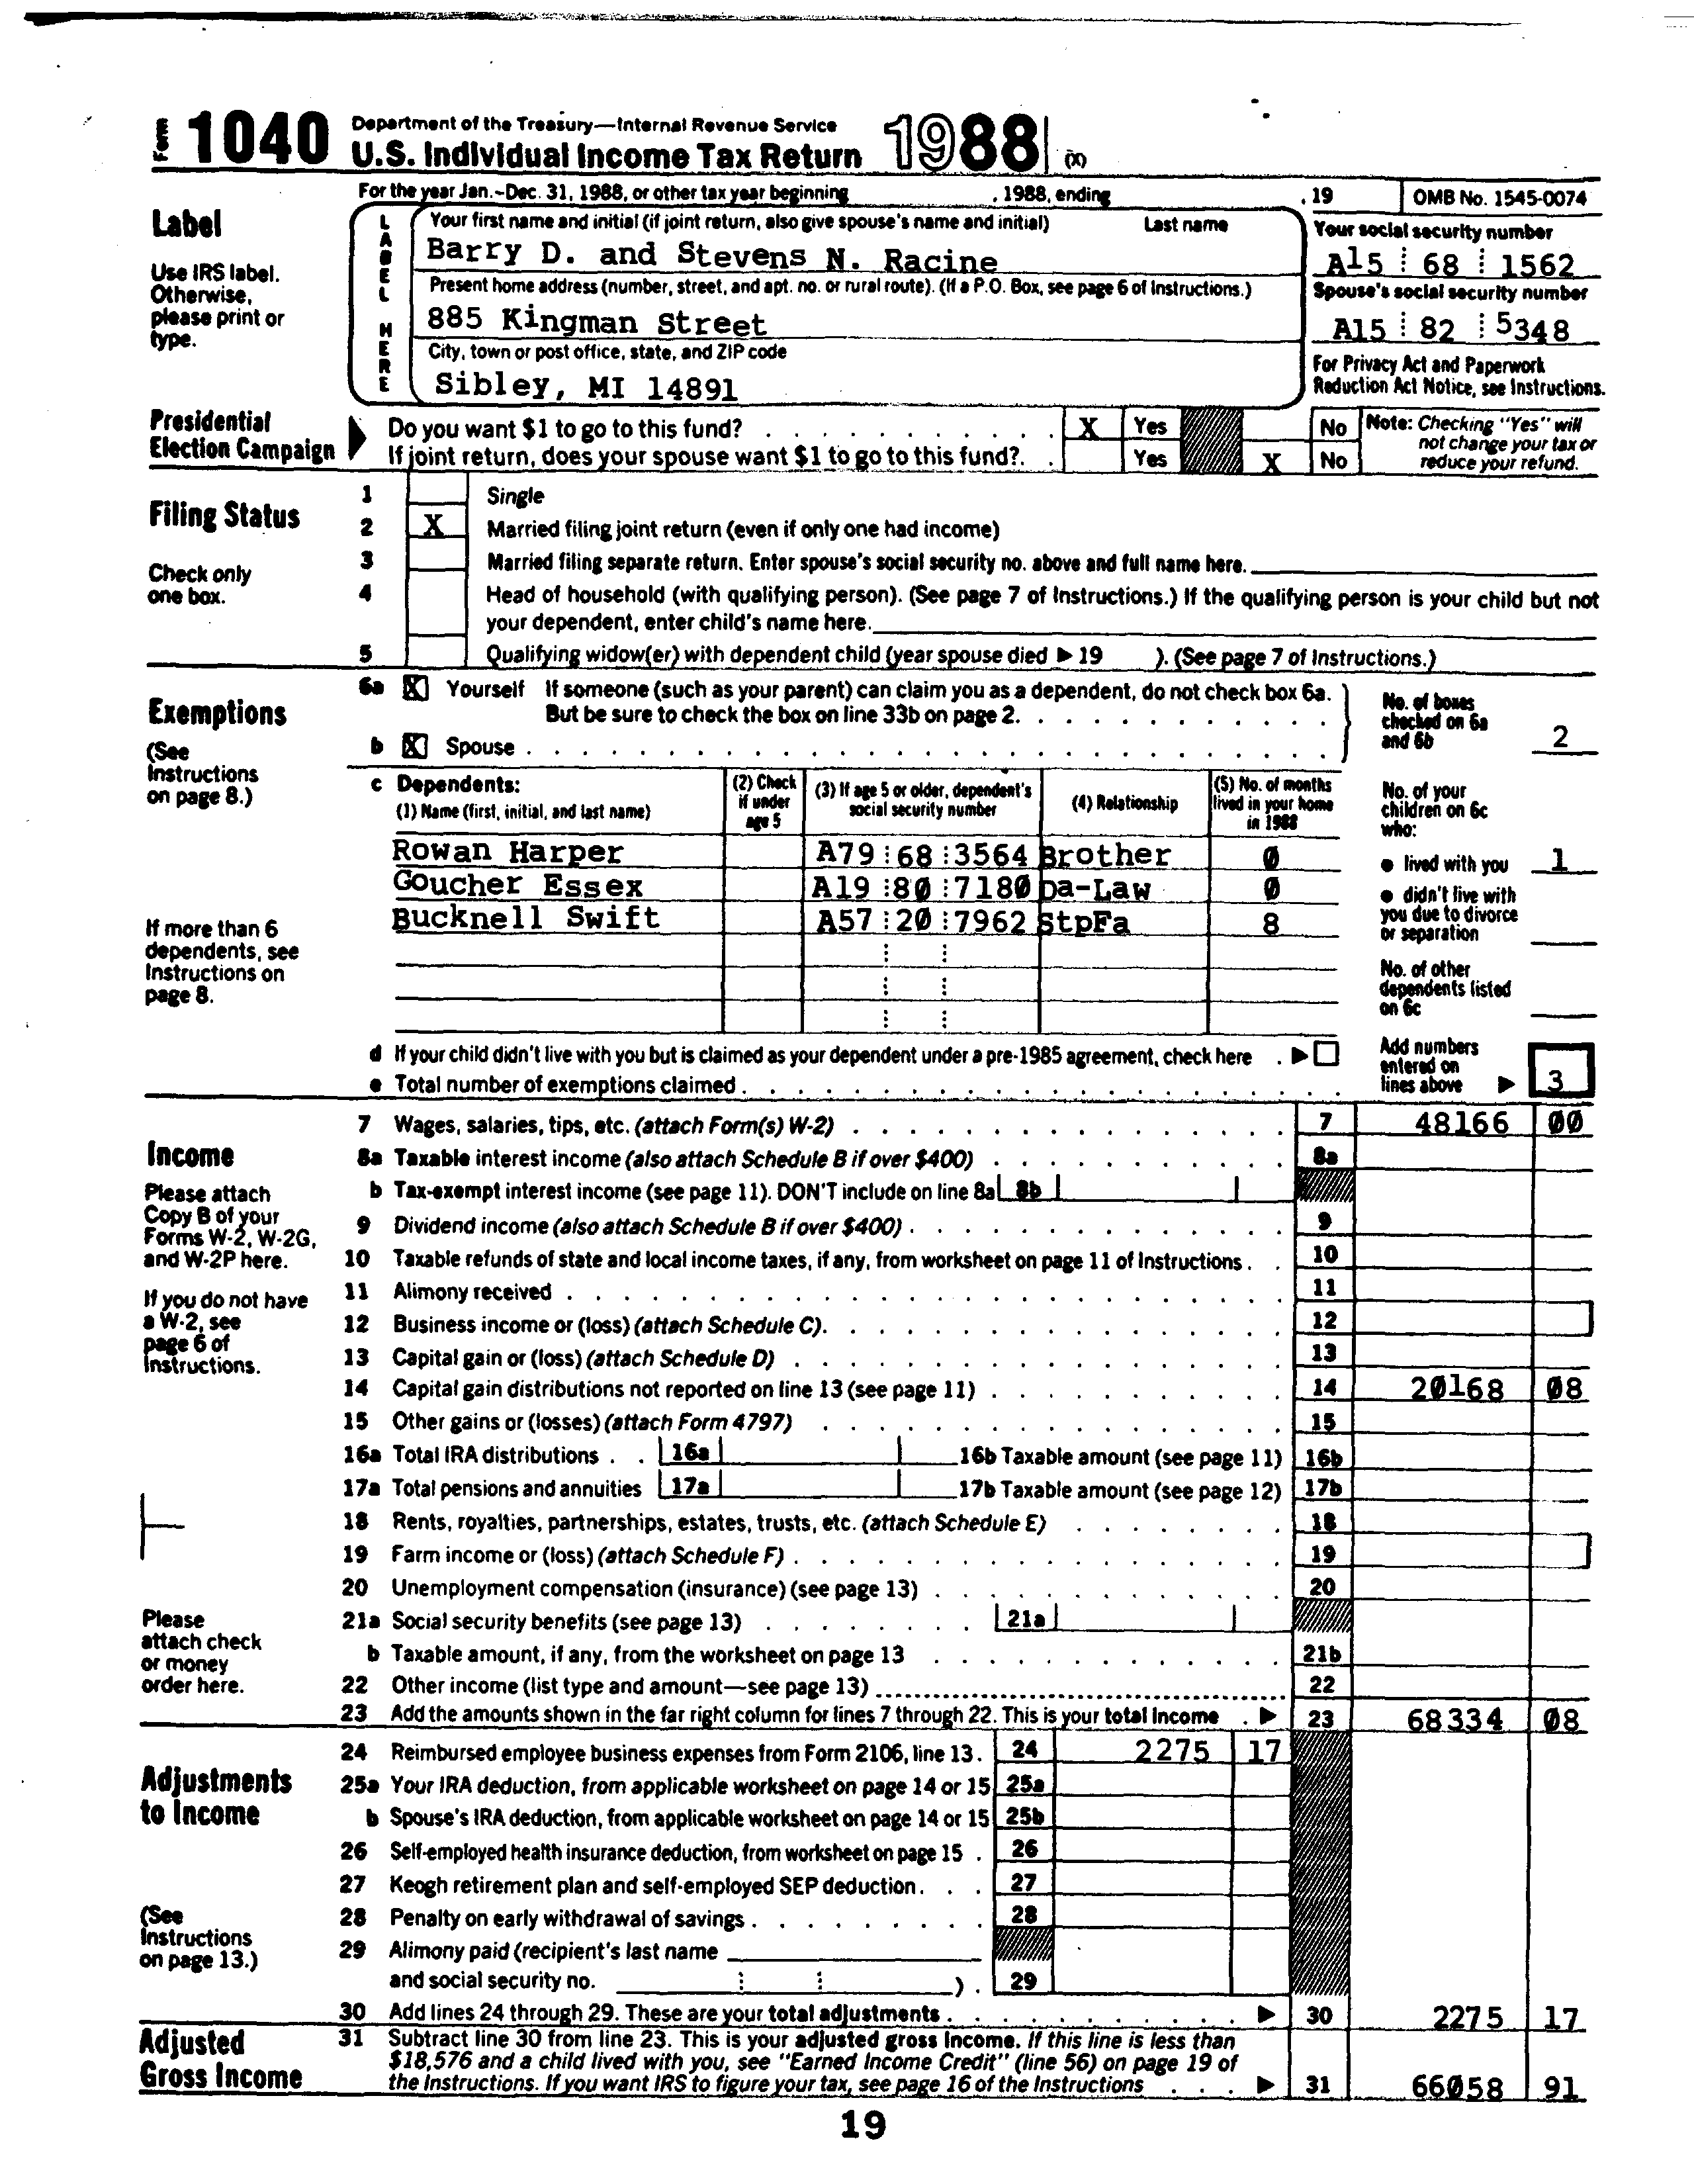 Form 1040 Department of the Treasury—Internal Revenue Service
U.S. Individual Income Tax Return 1988 (X)
For the year Jan.-Dec. 31, 1988, or other tax year beginning , 1988, ending , 19 OMB No. 1545-0074
Label
Use IRS label.
Otherwise,
please print or
type.
LABEL HERE
Your first name and initial (if joint return, also give spouse's name and initial) Last name
Barry D. and Stevens N. Racine
Present home address (number, street, and apt. no. or rural route). (If a P.O. Box, see page 6 of Instructions.)
885 Kingman Street
City, town or post office, state, and ZIP code
Sibley, MI 14891
Your social security number
A15 68 1562
Spouse's social security number
A15 82 5348
For Privacy Act and Paperwork
Reduction Act Notice, see Instructions.
Presidential
Election Campaign
Do you want $1 to go to this fund? X Yes No
If joint return, does your spouse want $1 to go to this fund?. Yes X No
Note: Checking "Yes" will
not change your tax or
reduce your refund.
Filing Status
Check only
one box.
1 Single
2 X Married filing joint return (even if only one had income)
3 Married filing separate return. Enter spouse's social security no. above and full name here.
4 Head of household (with qualifying person). (See page 7 of Instructions.) If the qualifying person is your child but not
your dependent, enter child's name here.
5 Qualifying widow(er) with dependent child (year spouse died ▶ 19 ). (See page 7 of Instructions.)
Exemptions
(See
Instructions
on page 8.)
If more than 6
dependents, see
Instructions on
page 8.
6a X Yourself If someone (such as your parent) can claim you as a dependent, do not check box 6a.
But be sure to check the box on line 33b on page 2.
b X Spouse
No. of boxes
checked on 6a
and 6b 2
c Dependents:
(1) Name (first, initial, and last name)
(2) Check
if under
age 5
(3) If age 5 or older, dependent's
social security number
(4) Relationship
(5) No. of months
lived in your home
in 1988
Rowan Harper A79 68 3564 Brother 0
Goucher Essex A19 80 7180 Da-Law 0
Bucknell Swift A57 20 7962 StpFa 8
No. of your
children on 6c
who:
● lived with you 1
● didn't live with
you due to divorce
or separation
No. of other
dependents listed
on 6c
d If your child didn't live with you but is claimed as your dependent under a pre-1985 agreement, check here . ▶
e Total number of exemptions claimed
Add numbers
entered on
lines above ▶ 3
Income
Please attach
Copy B of your
Forms W-2, W-2G,
and W-2P here.
If you do not have
a W-2, see
page 6 of
Instructions.
Please
attach check
or money
order here.
7 Wages, salaries, tips, etc. (attach Form(s) W-2) 7 48166 00
8a Taxable interest income (also attach Schedule B if over $400) 8a
b Tax-exempt interest income (see page 11). DON'T include on line 8a 8b
9 Dividend income (also attach Schedule B if over $400) 9
10 Taxable refunds of state and local income taxes, if any, from worksheet on page 11 of Instructions 10
11 Alimony received 11
12 Business income or (loss) (attach Schedule C). 12
13 Capital gain or (loss) (attach Schedule D) 13
14 Capital gain distributions not reported on line 13 (see page 11) 14 20168 08
15 Other gains or (losses) (attach Form 4797) 15
16a Total IRA distributions 16a 16b Taxable amount (see page 11) 16b
17a Total pensions and annuities 17a 17b Taxable amount (see page 12) 17b
18 Rents, royalties, partnerships, estates, trusts, etc. (attach Schedule E) 18
19 Farm income or (loss) (attach Schedule F) 19
20 Unemployment compensation (insurance) (see page 13) 20
21a Social security benefits (see page 13) 21a
b Taxable amount, if any, from the worksheet on page 13 21b
22 Other income (list type and amount—see page 13) 22
23 Add the amounts shown in the far right column for lines 7 through 22. This is your total income ▶ 23 68334 08
Adjustments
to Income
(See
Instructions
on page 13.)
24 Reimbursed employee business expenses from Form 2106, line 13. 24 2275 17
25a Your IRA deduction, from applicable worksheet on page 14 or 15 25a
b Spouse's IRA deduction, from applicable worksheet on page 14 or 15 25b
26 Self-employed health insurance deduction, from worksheet on page 15 . 26
27 Keogh retirement plan and self-employed SEP deduction. 27
28 Penalty on early withdrawal of savings 28
29 Alimony paid (recipient's last name
and social security no. ) . 29
30 Add lines 24 through 29. These are your total adjustments ▶ 30 2275 17
Adjusted
Gross Income
31 Subtract line 30 from line 23. This is your adjusted gross income. If this line is less than
$18,576 and a child lived with you, see "Earned Income Credit" (line 56) on page 19 of
the Instructions. If you want IRS to figure your tax, see page 16 of the Instructions ▶ 31 66058 91
19